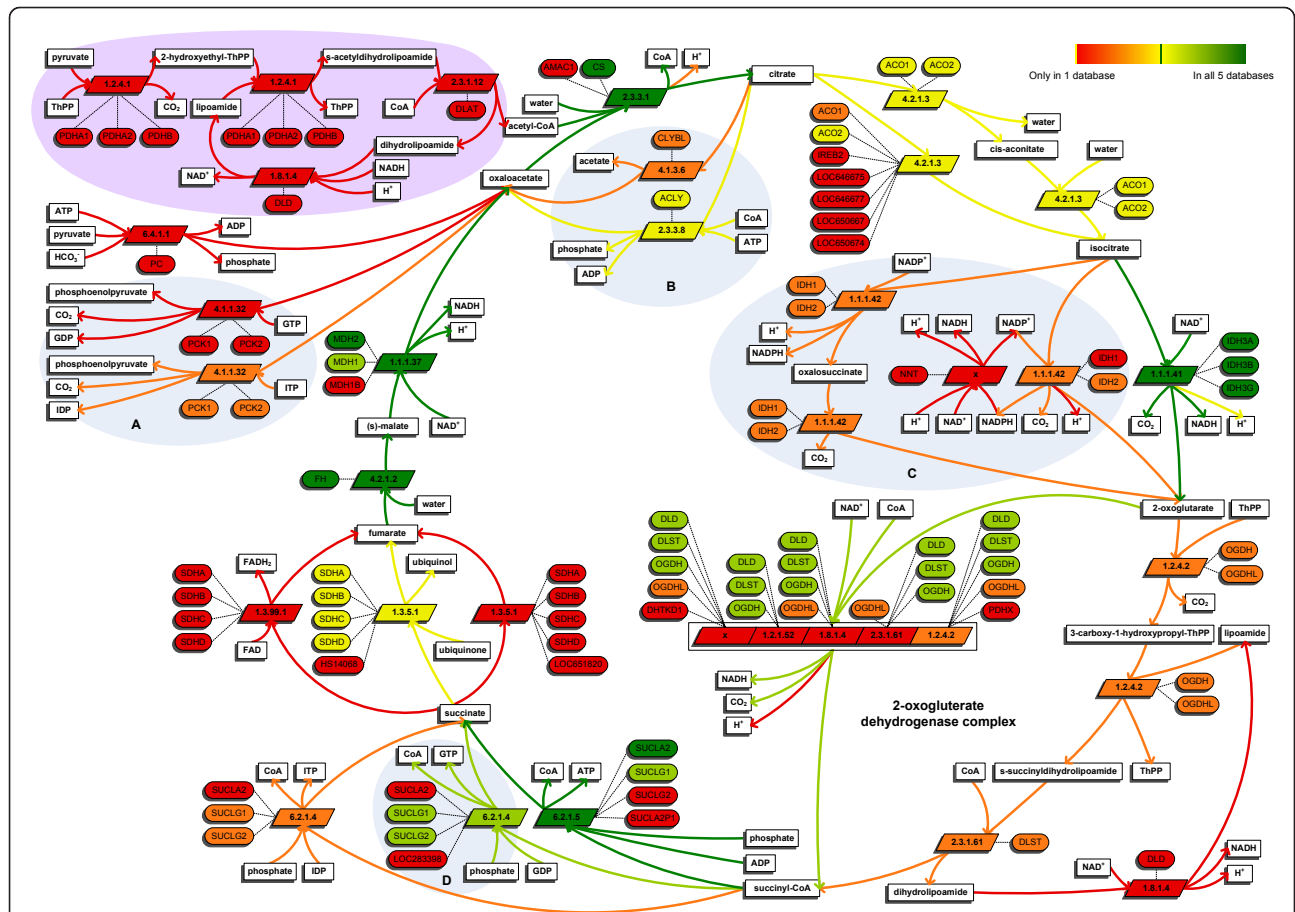 pyruvate
2-hydroxyethyl-ThPP
s-acetyldihydrolipoamide
1.2.4.1
1.2.4.1
2.3.1.12
ThPP
CO2
lipoamide
ThPP
CoA
DLAT
PDHA1
PDHA2
PDHB
PDHA1
PDHA2
PDHB
dihydrolipoamide
NAD+
1.8.1.4
NADH
H+
DLD
AMAC1
CS
CoA
H+
water
2.3.3.1
acetyl-CoA
citrate
ACO1
ACO2
4.2.1.3
water
cis-aconitate
water
4.2.1.3
ACO1
ACO2
isocitrate
Only in 1 database
In all 5 databases
ACO1
ACO2
IREB2
4.2.1.3
LOC650667
LOC650674
oxaloacetate
CLYBL
acetate
4.1.3.6
ACLY
2.3.3.8
CoA
ATP
phosphate
ADP
B
ATP
pyruvate
HCO3-
6.4.1.1
ADP
phosphate
PC
phosphoenolpyruvate
CO2
GDP
4.1.1.32
GTP
PCK1
PCK2
phosphoenolpyruvate
CO2
IDP
4.1.1.32
ITP
PCK1
PCK2
A
NADH
H+
MDH2
MDH1
MDH1B
1.1.1.37
(s)-malate
NAD+
FH
4.2.1.2
water
fumarate
NADP+
IDH1
IDH2
1.1.1.42
H+
NADPH
oxalosuccinate
IDH1
IDH2
1.1.1.42
CO2
H+
NADH
NADP+
NNT
x
1.1.1.42
IDH1
IDH2
H+
NAD+
NADPH
CO2
H+
C
NAD+
1.1.1.41
IDH3A
IDH3B
IDH3G
CO2
NADH
H+
2-oxoglutarate
ThPP
1.2.4.2
OGDH
OGDHL
CO2
3-carboxy-1-hydroxypropyl-ThPP
lipoamide
1.2.4.2
OGDH
OGDHL
s-succinyldihydrolipoamide
ThPP
CoA
2.3.1.61
DLST
dihydrolipoamide
NAD+
DLD
1.8.1.4
NADH
H+
NAD+
CoA
DLD
DLST
OGDH
OGDHL
DHTKD1
DLD
DLST
OGDH
DLD
DLST
OGDH
OGDHL
DLD
DLST
OGDH
OGDHL
DLD
DLST
OGDH
OGDHL
PDHX
x
1.2.1.52
1.8.1.4
2.3.1.61
1.2.4.2
NADH
CO2
H+
2-oxogluterate
dehydrogenase complex
FADH2
SDHA
SDHB
SDHC
SDHD
1.3.99.1
FAD
ubiquinol
SDHA
SDHB
SDHC
SDHD
HS14068
1.3.5.1
ubiquinone
1.3.5.1
SDHA
SDHB
SDHC
SDHD
LOC651820
succinate
CoA
ITP
SUCLA2
SUCLG1
SUCLG2
6.2.1.4
phosphate
IDP
CoA
GTP
SUCLA2
SUCLG1
SUCLG2
LOC283398
6.2.1.4
phosphate
GDP
D
CoA
ATP
6.2.1.5
SUCLA2
SUCLG1
SUCLG2
SUCLA2P1
phosphate
ADP
succinyl-CoA